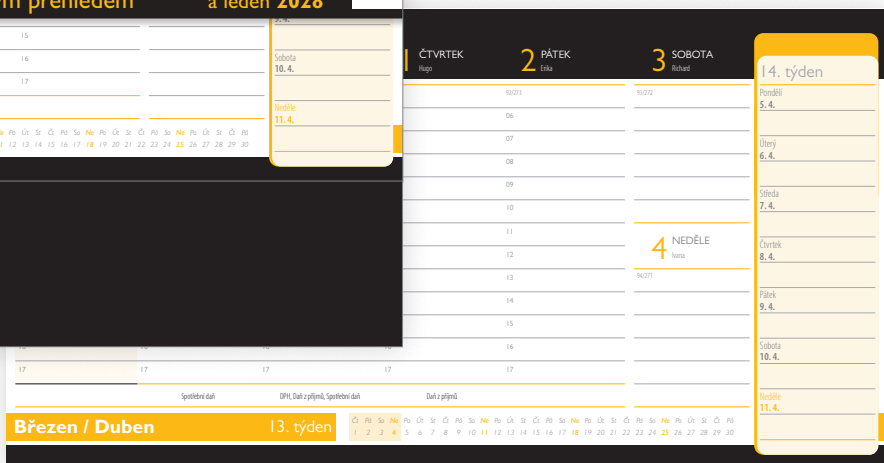 m přehledem a leden 2028
9. 4.
15
16
17
Sobota
10. 4.
Neděle
11. 4.
Ne Po Út St Čt Pá So Ne Po Út St Čt Pá So Ne Po Út St Čt Pá
11 12 13 14 15 16 17 18 19 20 21 22 23 24 25 26 27 28 29 30
1 ČTVRTEK
Hugo
2 PÁTEK
Erika
3 SOBOTA
Richard
92/273
93/272
06
07
08
09
10
11
12
13
14
15
16
17
4 NEDĚLE
Ivana
94/271
14. týden
Pondělí
5. 4.
Úterý
6. 4.
Středa
7. 4.
Čtvrtek
8. 4.
Pátek
9. 4.
Sobota
10. 4.
Neděle
11. 4.
17 17 17 17
Spotřební daň DPH, Daň z příjmů, Spotřební daň Daň z příjmů
Březen / Duben 13. týden
Čt Pá So Ne Po Út St Čt Pá So Ne Po Út St Čt Pá So Ne Po Út St Čt Pá So Ne Po Út St Čt Pá
1 2 3 4 5 6 7 8 9 10 11 12 13 14 15 16 17 18 19 20 21 22 23 24 25 26 27 28 29 30